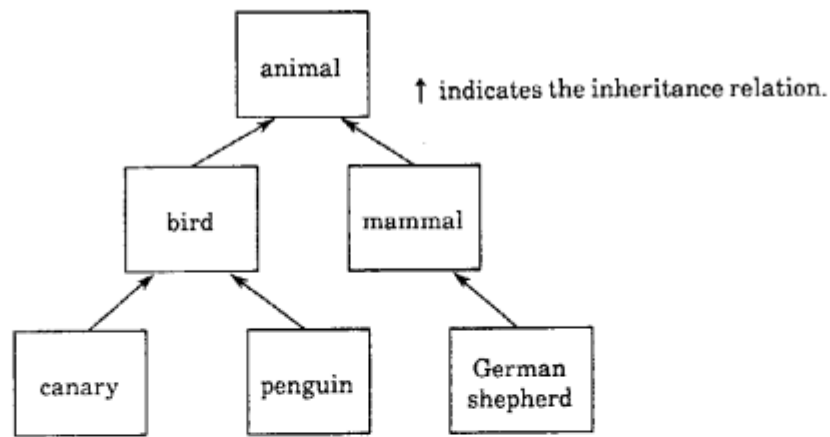 animal
↑ indicates the inheritance relation.
bird
mammal
canary
penguin
German
shepherd